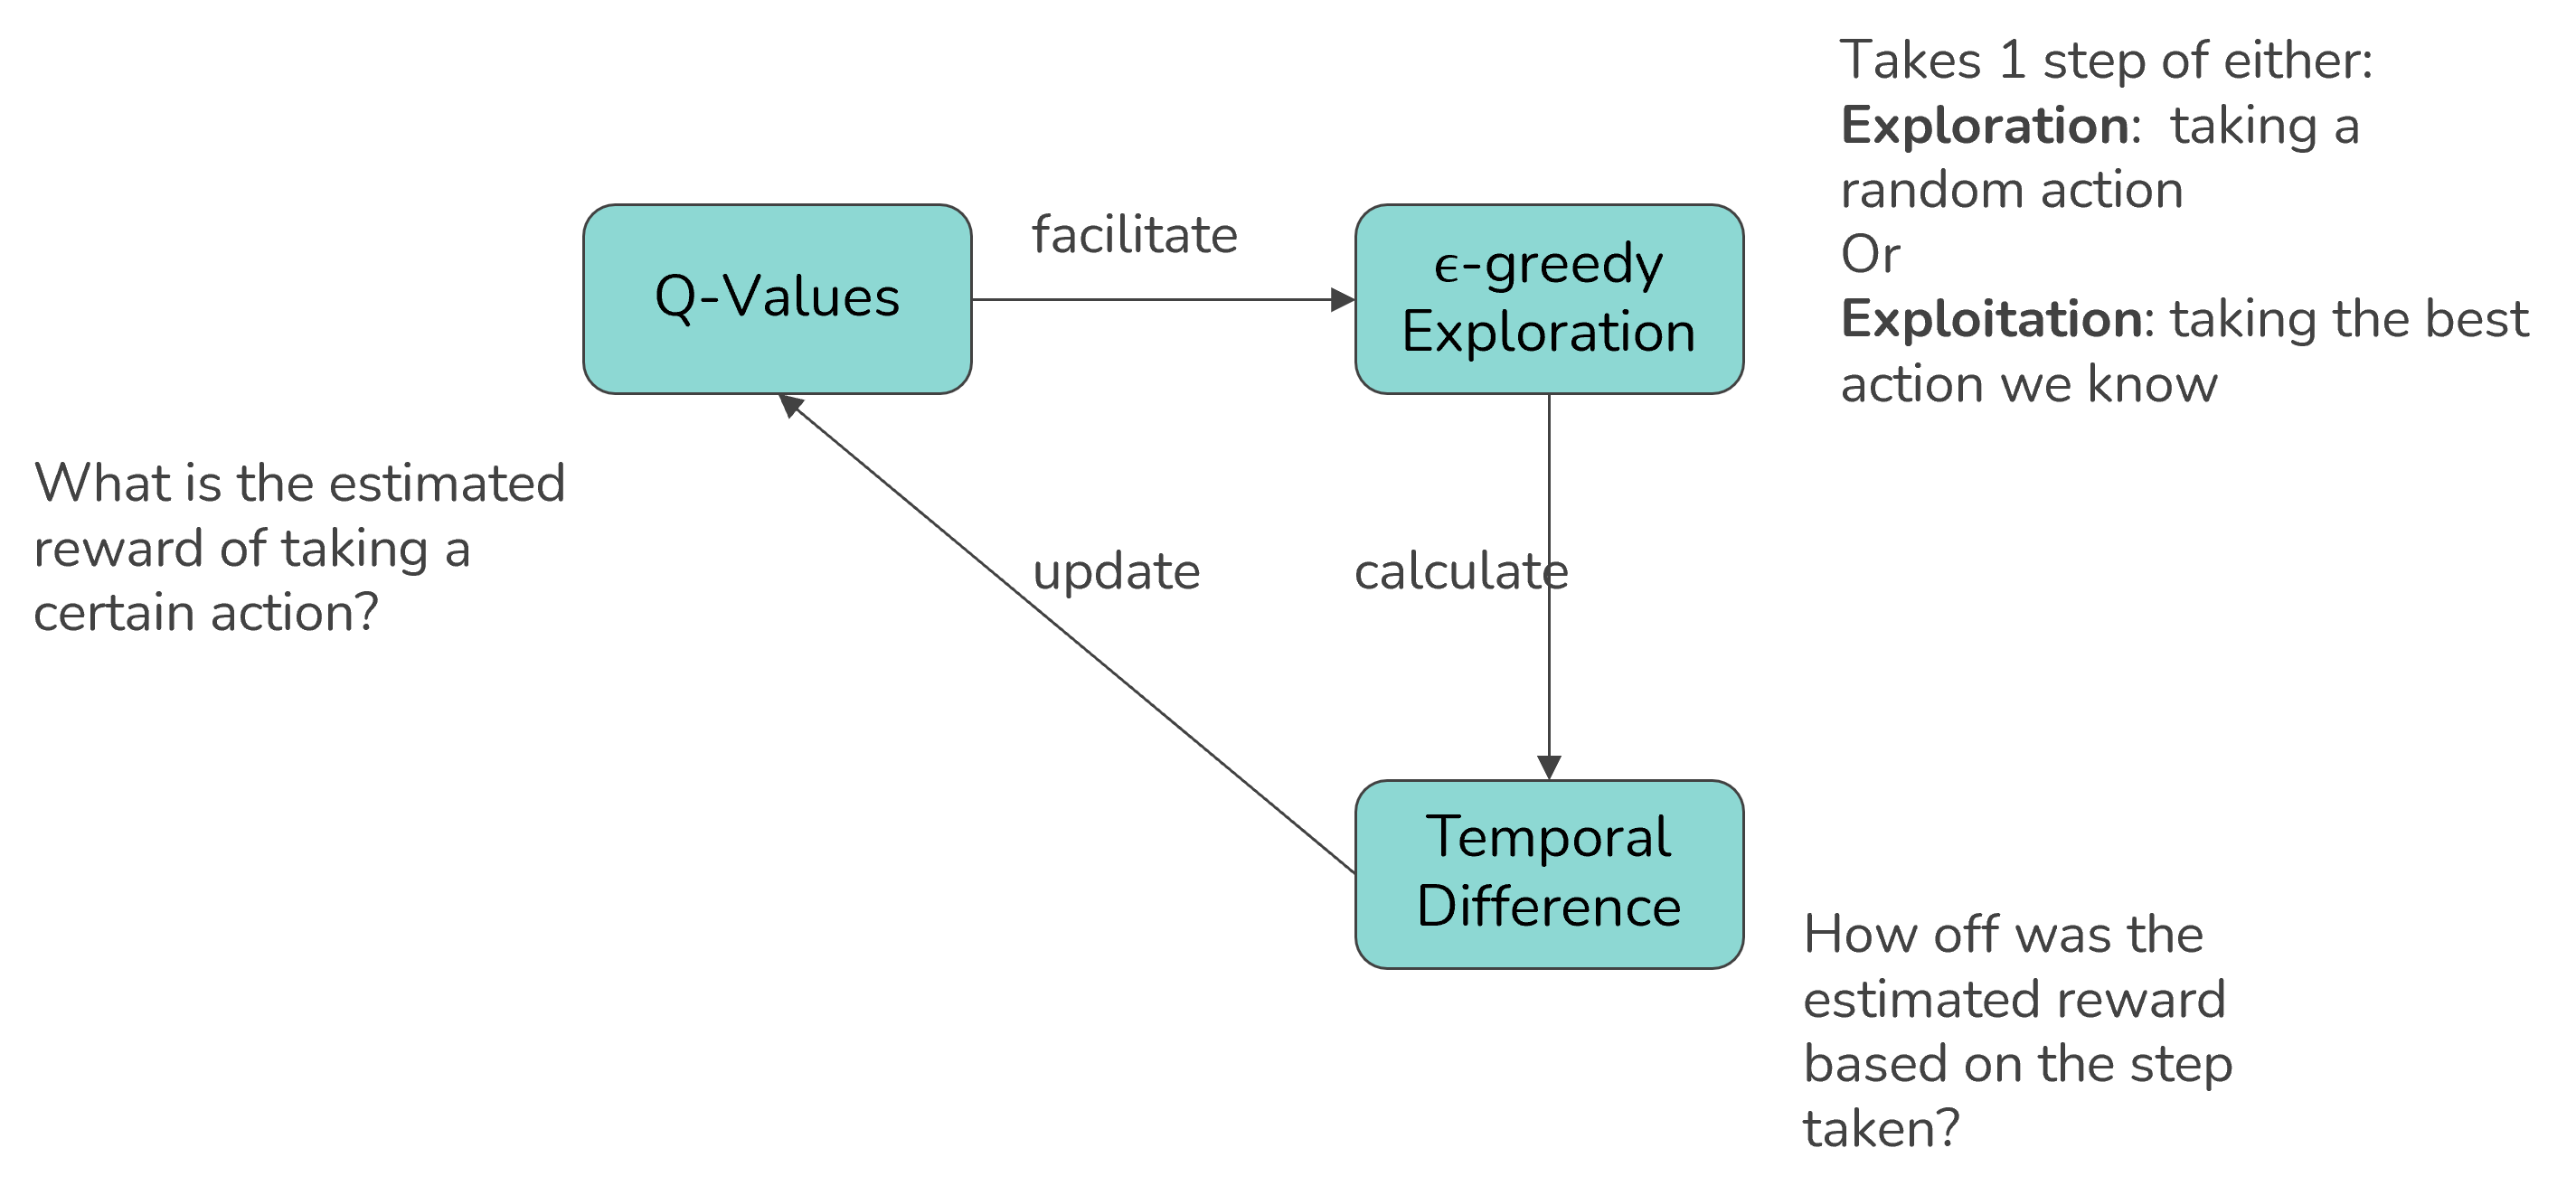 Takes 1 step of either:
Exploration:  taking a
random action
Or
Exploitation: taking the best
action we know
Q-Values
facilitate
ϵ-greedy
Exploration
What is the estimated
reward of taking a
certain action?
update
calculate
Temporal
Difference
How off was the
estimated reward
based on the step
taken?